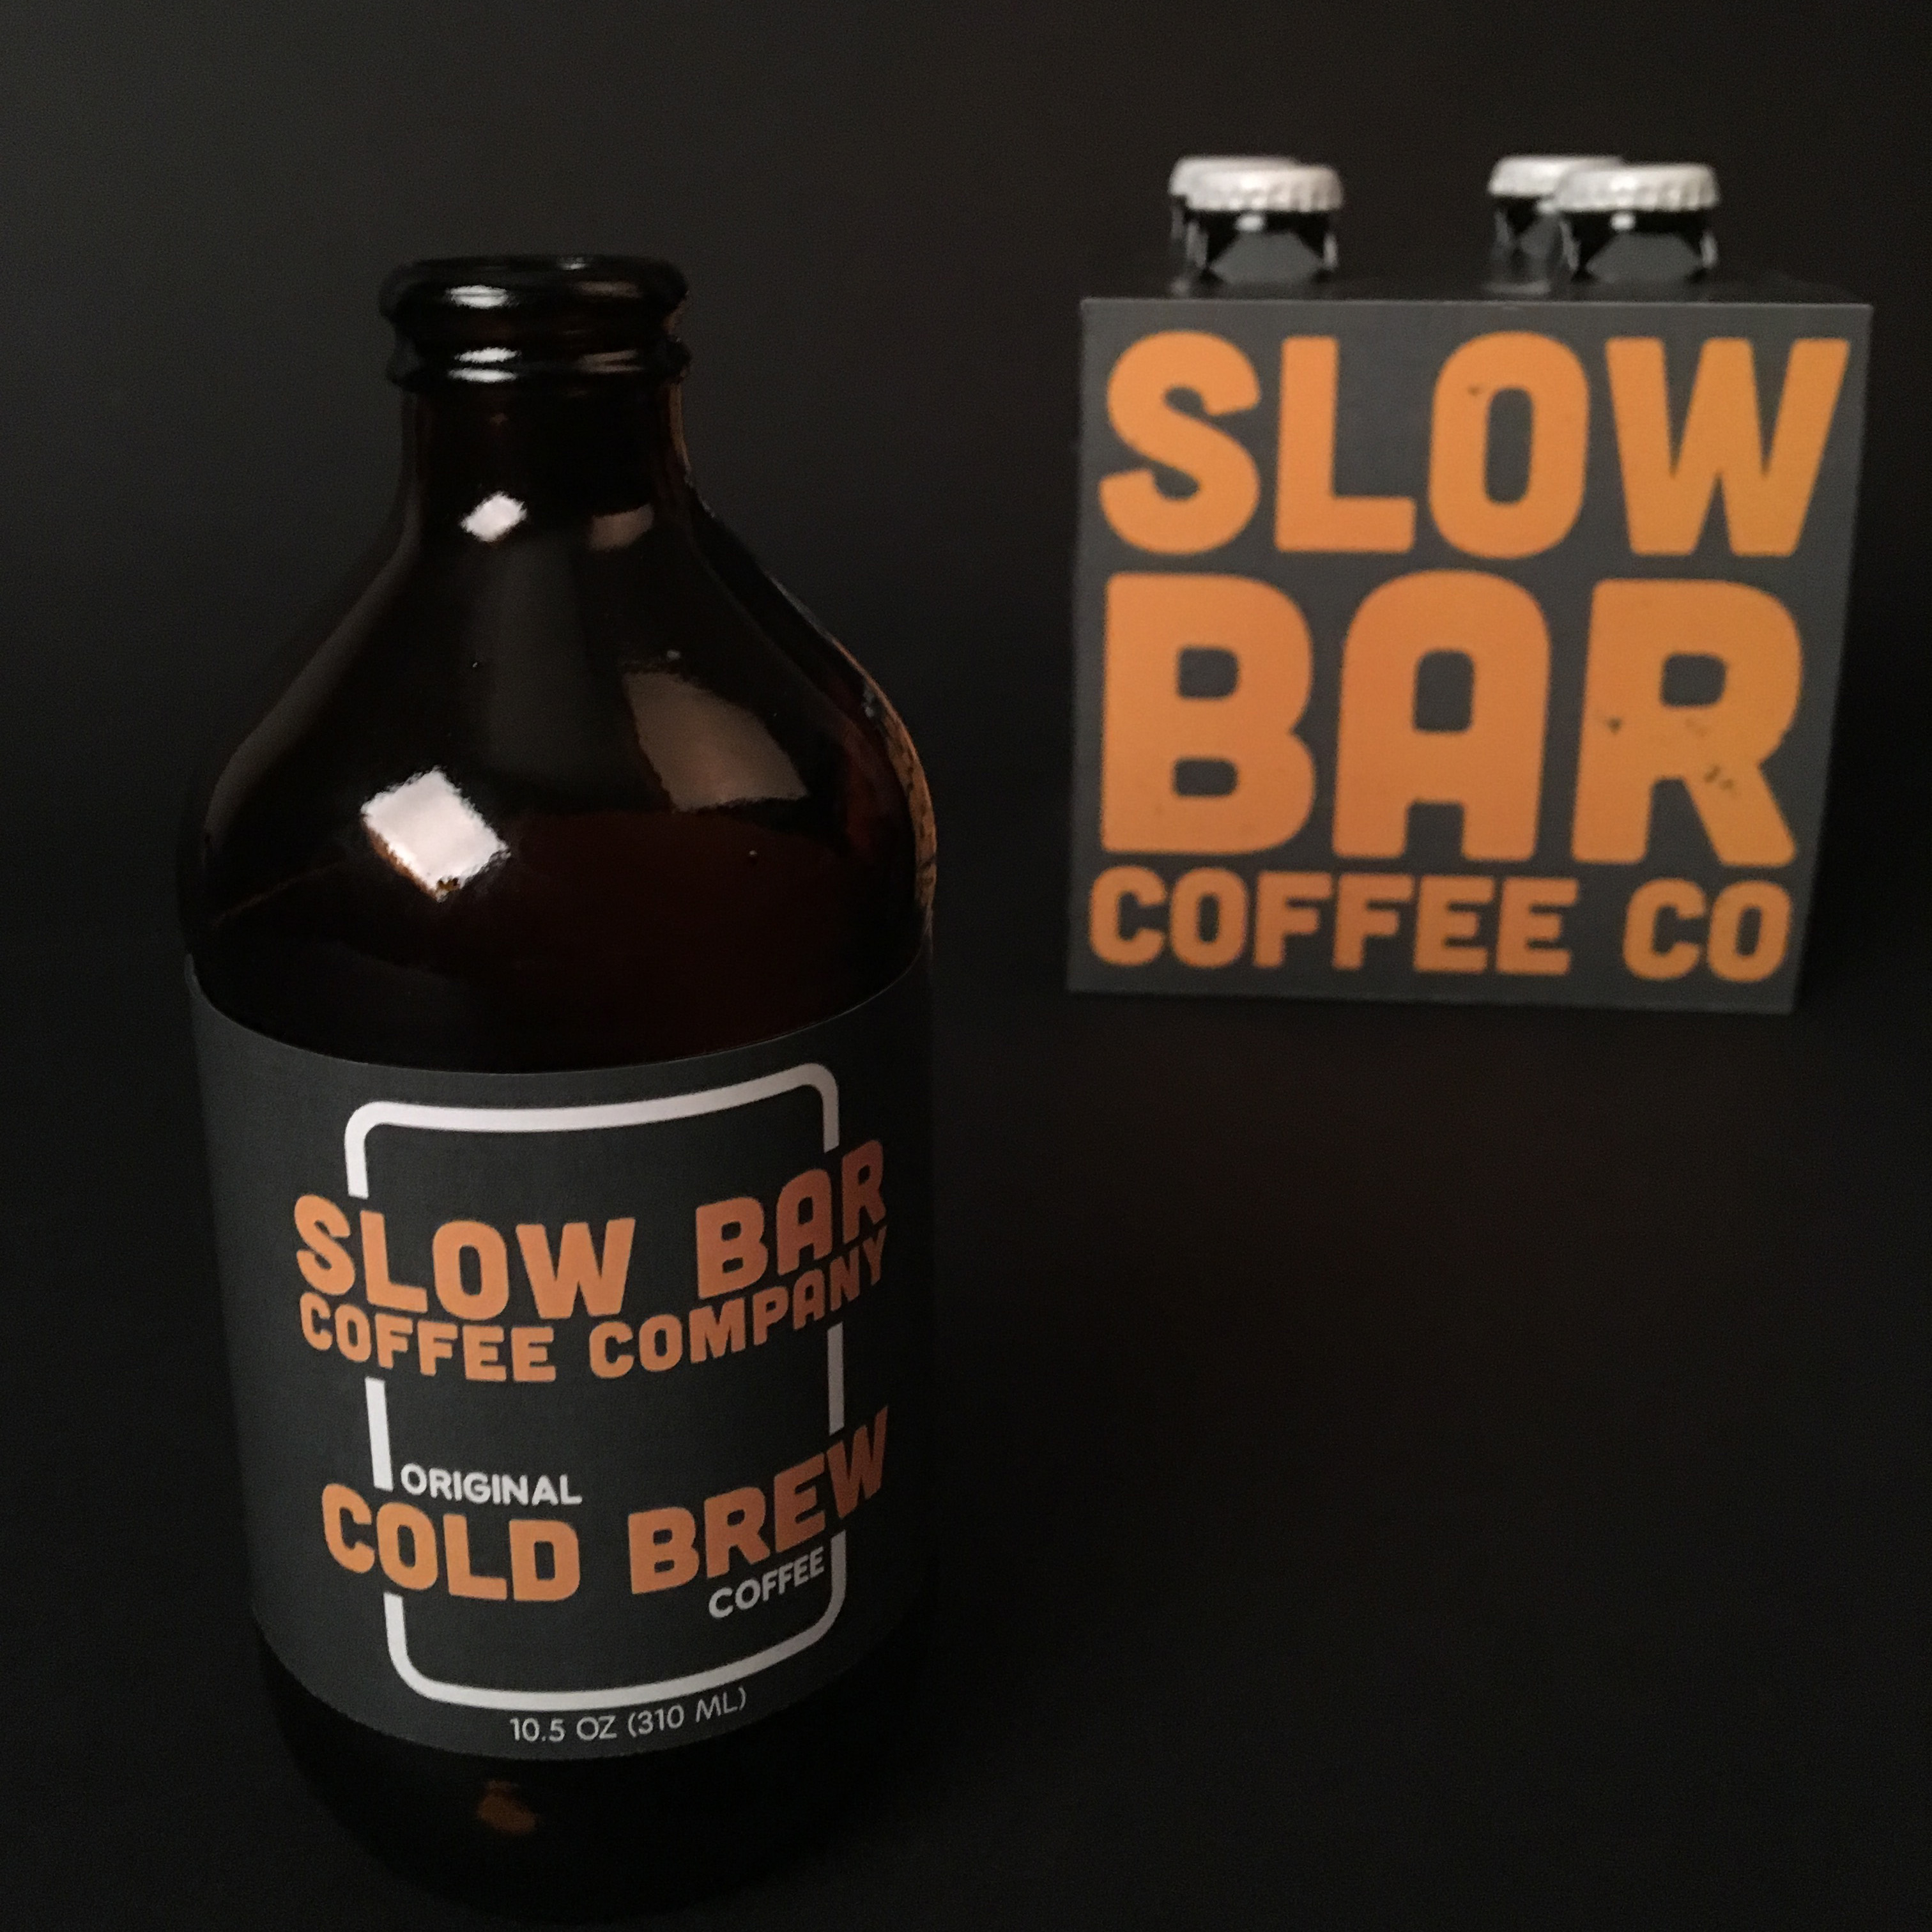 SLOW
BAR
COFFEE CO
SLOW BAR
COFFEE COMPANY
ORIGINAL
COLD BREW
COFFEE
10.5 OZ (310 ML)